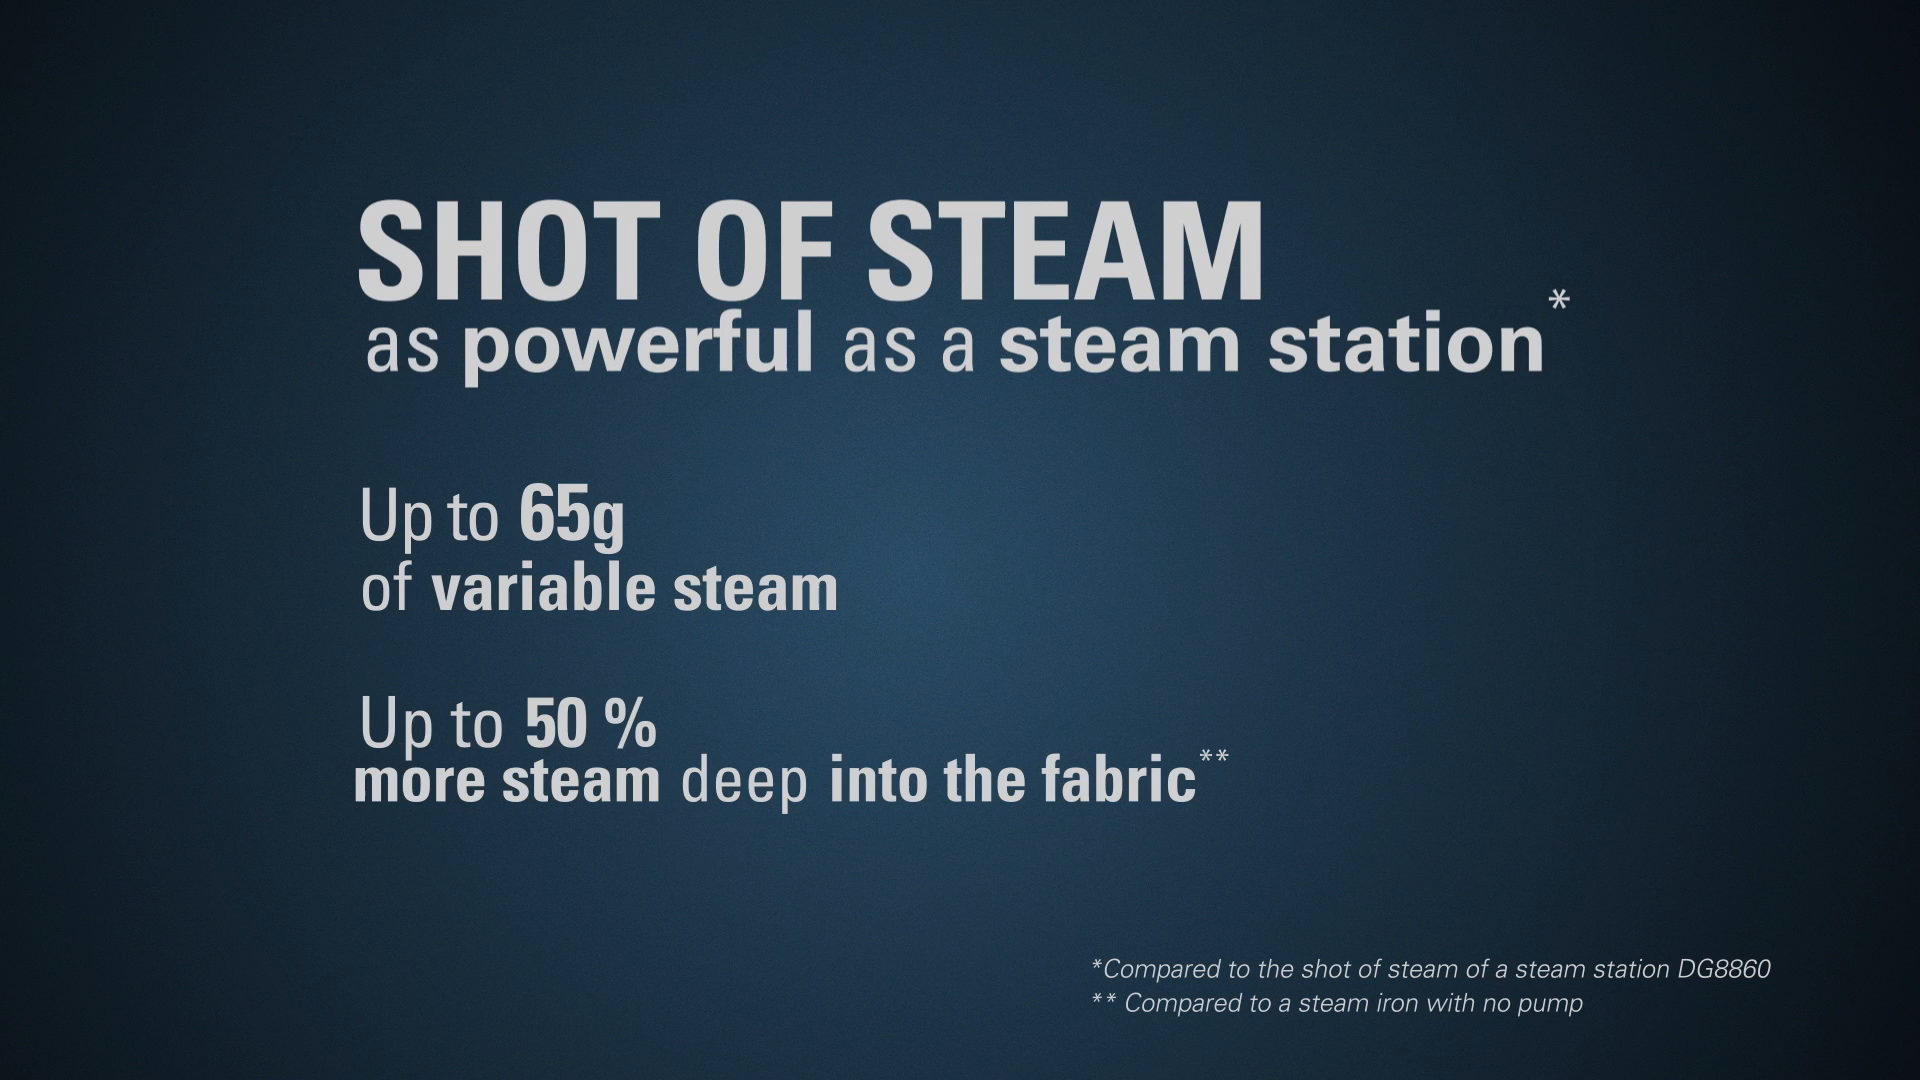 SHOT OF STEAM
as powerful as a steam station*
Up to 65g
of variable steam
Up to 50 %
more steam deep into the fabric**
*Compared to the shot of steam of a steam station DG8860
** Compared to a steam iron with no pump